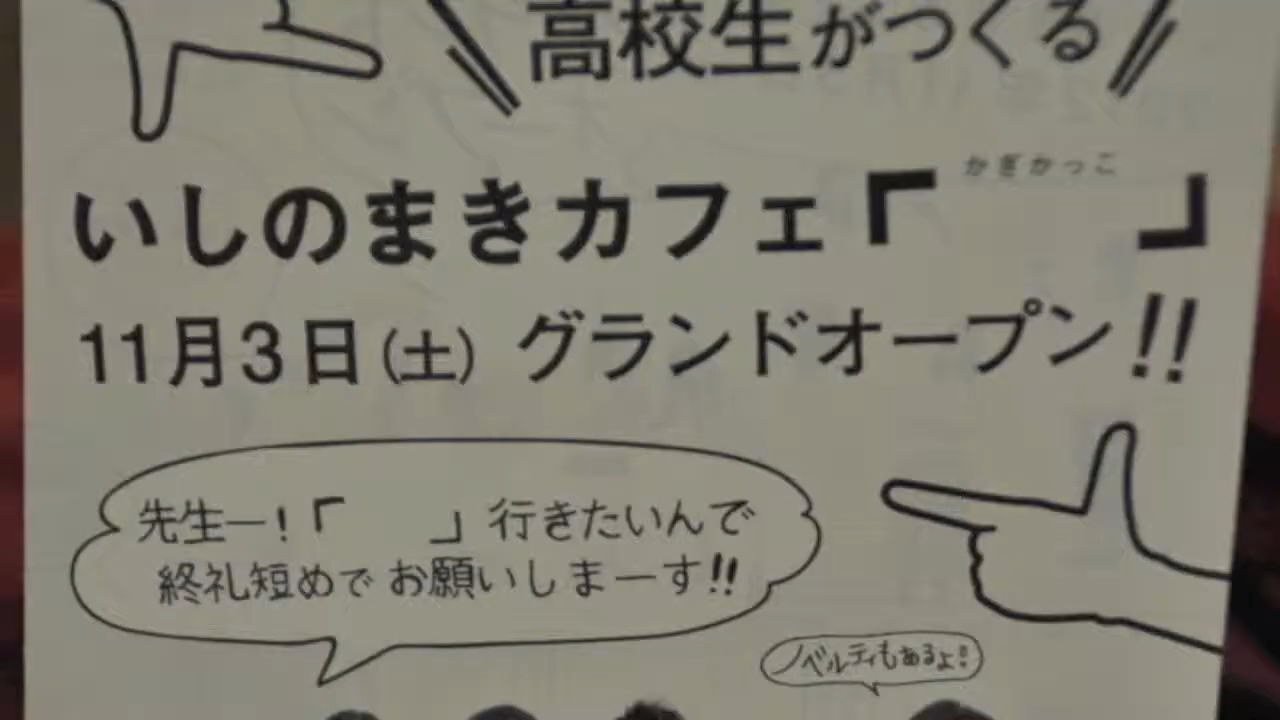 高校生がつくる
かぎかっこ
いしのまきカフェ「　　　」
11月3日(土) グランドオープン!!
先生ー!「　　」行きたいんで
終礼短めで お願いしまーす!!
ノベルティもあるよ!!